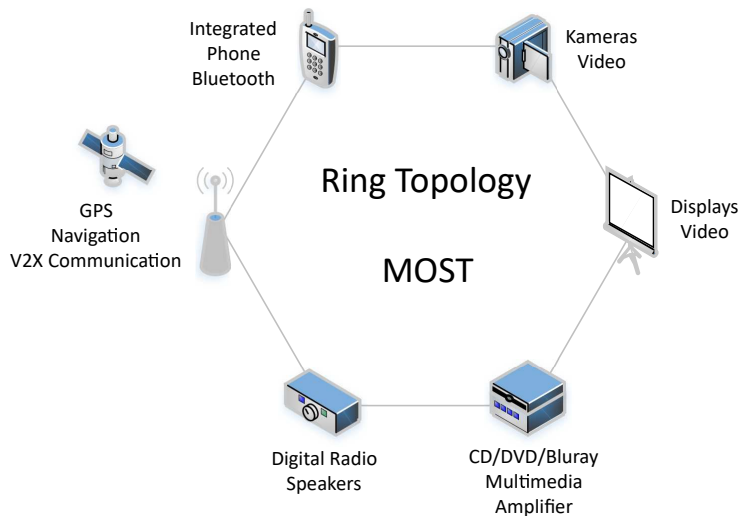 Integrated
Phone
Bluetooth
Kameras
Video
GPS
Navigation
V2X Communication
Ring Topology
MOST
Displays
Video
Digital Radio
Speakers
CD/DVD/Bluray
Multimedia
Amplifier